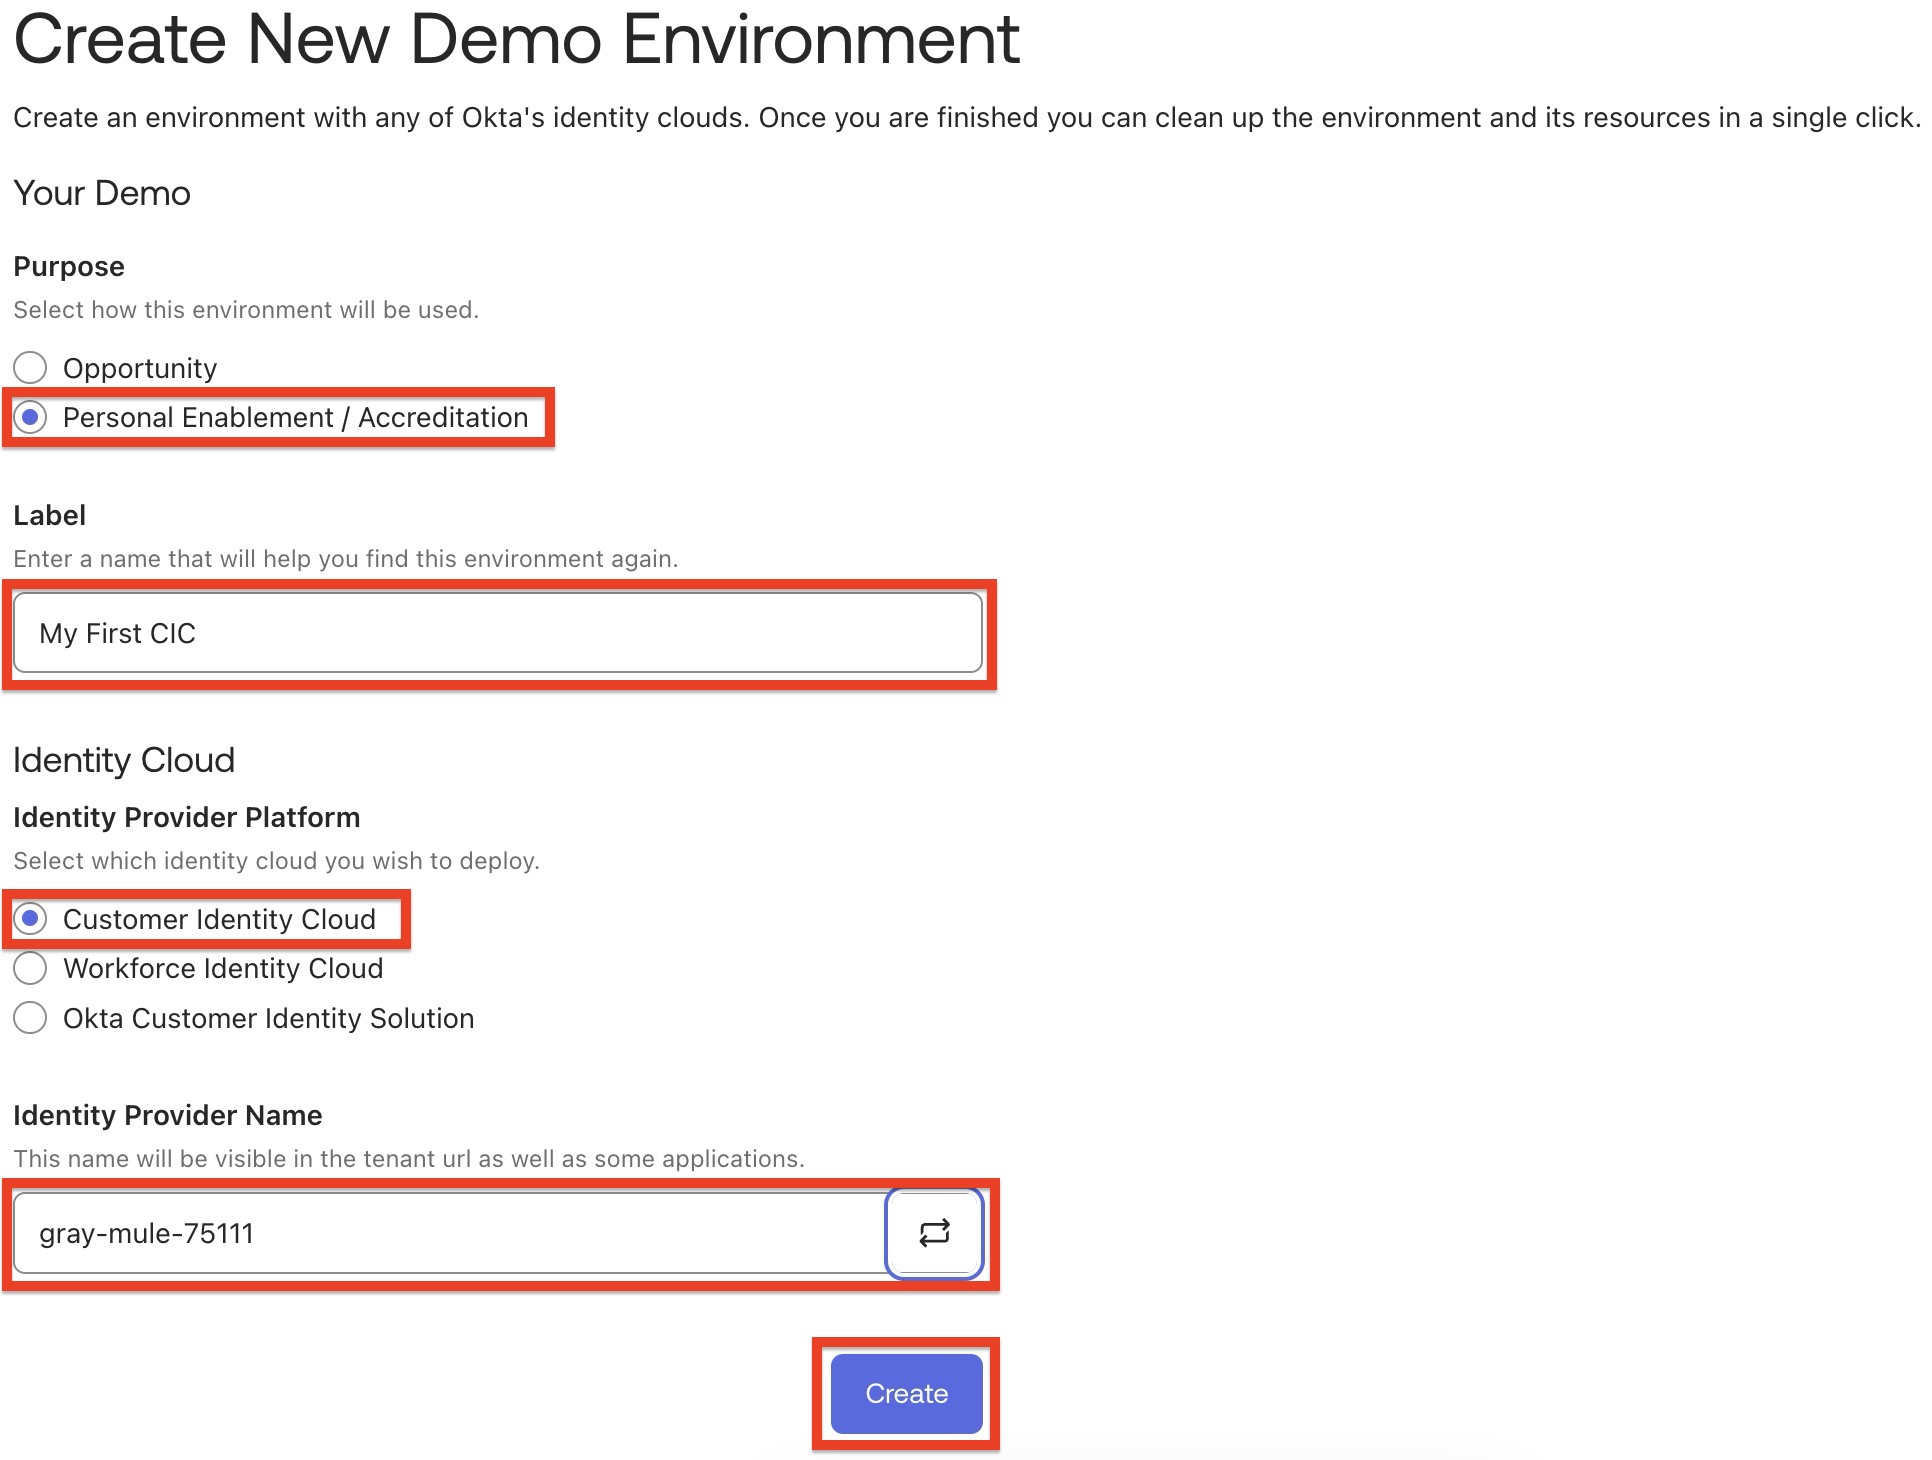 Create New Demo Environment
Create an environment with any of Okta's identity clouds. Once you are finished you can clean up the environment and its resources in a single click.
Your Demo
Purpose
Select how this environment will be used.
Opportunity
Personal Enablement / Accreditation
Label
Enter a name that will help you find this environment again.
My First CIC
Identity Cloud
Identity Provider Platform
Select which identity cloud you wish to deploy.
Customer Identity Cloud
Workforce Identity Cloud
Okta Customer Identity Solution
Identity Provider Name
This name will be visible in the tenant url as well as some applications.
gray-mule-75111
Create